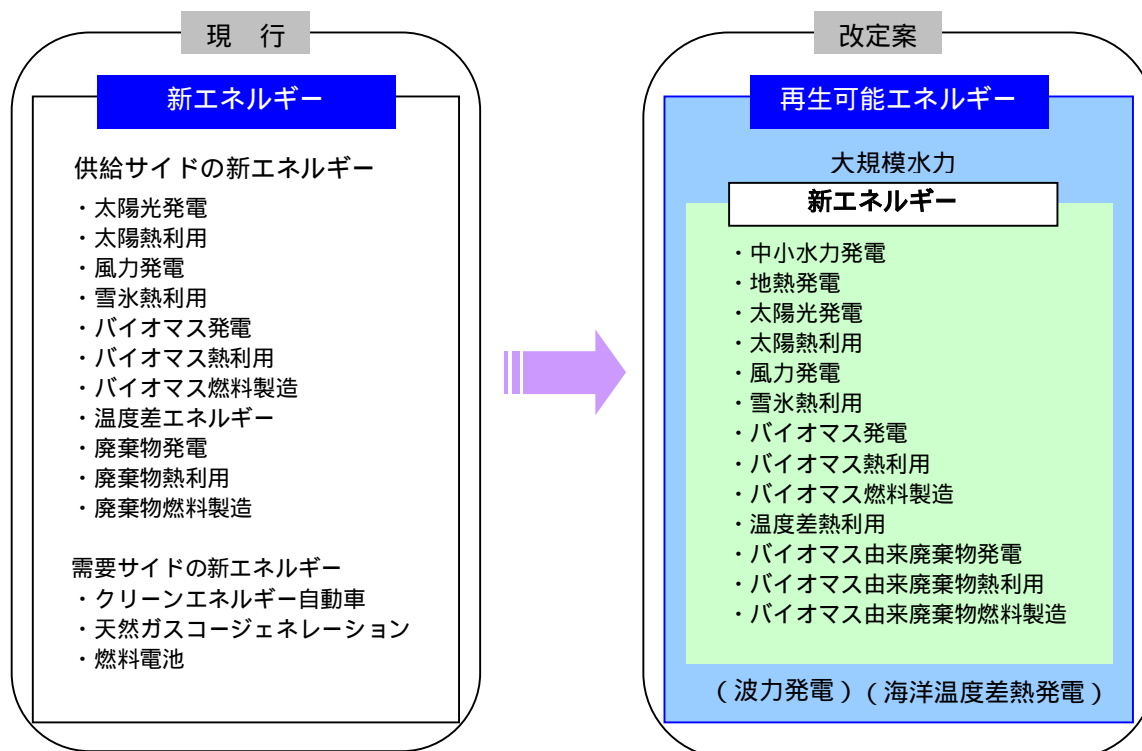 現　行
新エネルギー
供給サイドの新エネルギー
・太陽光発電
・太陽熱利用
・風力発電
・雪氷熱利用
・バイオマス発電
・バイオマス熱利用
・バイオマス燃料製造
・温度差エネルギー
・廃棄物発電
・廃棄物熱利用
・廃棄物燃料製造
需要サイドの新エネルギー
・クリーンエネルギー自動車
・天然ガスコージェネレーション
・燃料電池
改定案
再生可能エネルギー
大規模水力
新エネルギー
・中小水力発電
・地熱発電
・太陽光発電
・太陽熱利用
・風力発電
・雪氷熱利用
・バイオマス発電
・バイオマス熱利用
・バイオマス燃料製造
・温度差熱利用
・バイオマス由来廃棄物発電
・バイオマス由来廃棄物熱利用
・バイオマス由来廃棄物燃料製造
（波力発電）（海洋温度差熱発電）